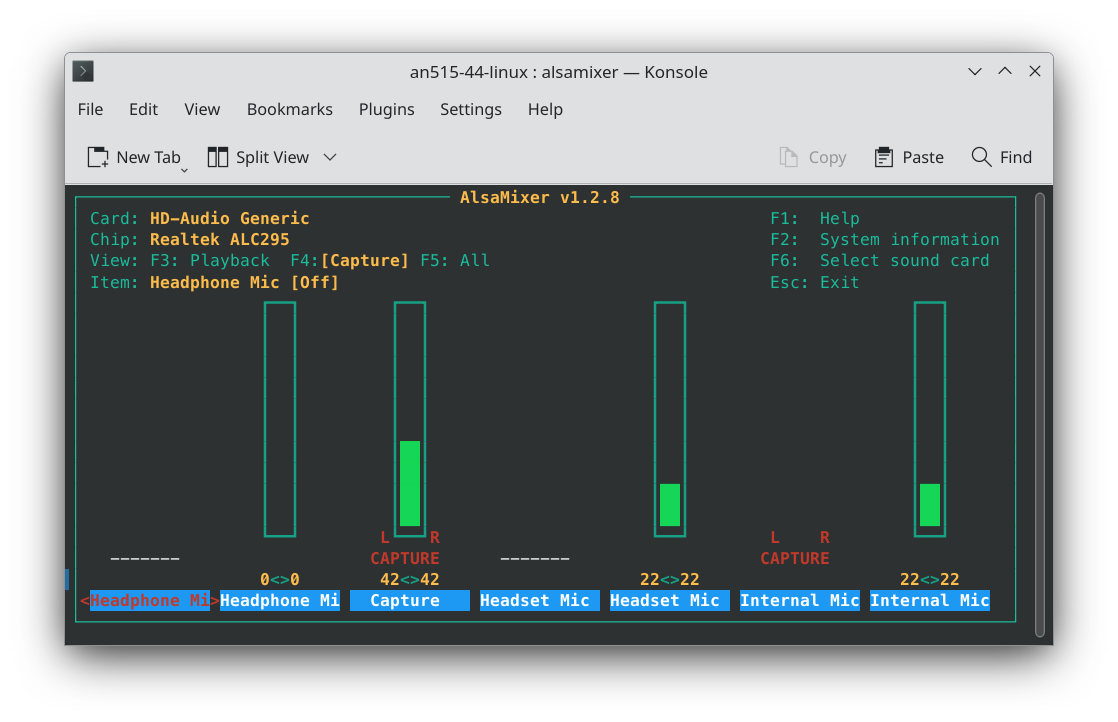 an515-44-linux : alsamixer — Konsole
File Edit View Bookmarks Plugins Settings Help
New Tab Split View Copy Paste Find
AlsaMixer v1.2.8
Card: HD-Audio Generic F1: Help
Chip: Realtek ALC295 F2: System information
View: F3: Playback F4:[Capture] F5: All F6: Select sound card
Item: Headphone Mic [Off] Esc: Exit
L R L R
------- CAPTURE ------- CAPTURE
0<>0 42<>42 22<>22 22<>22
<Headphone Mi>Headphone Mi Capture Headset Mic Headset Mic Internal Mic Internal Mic